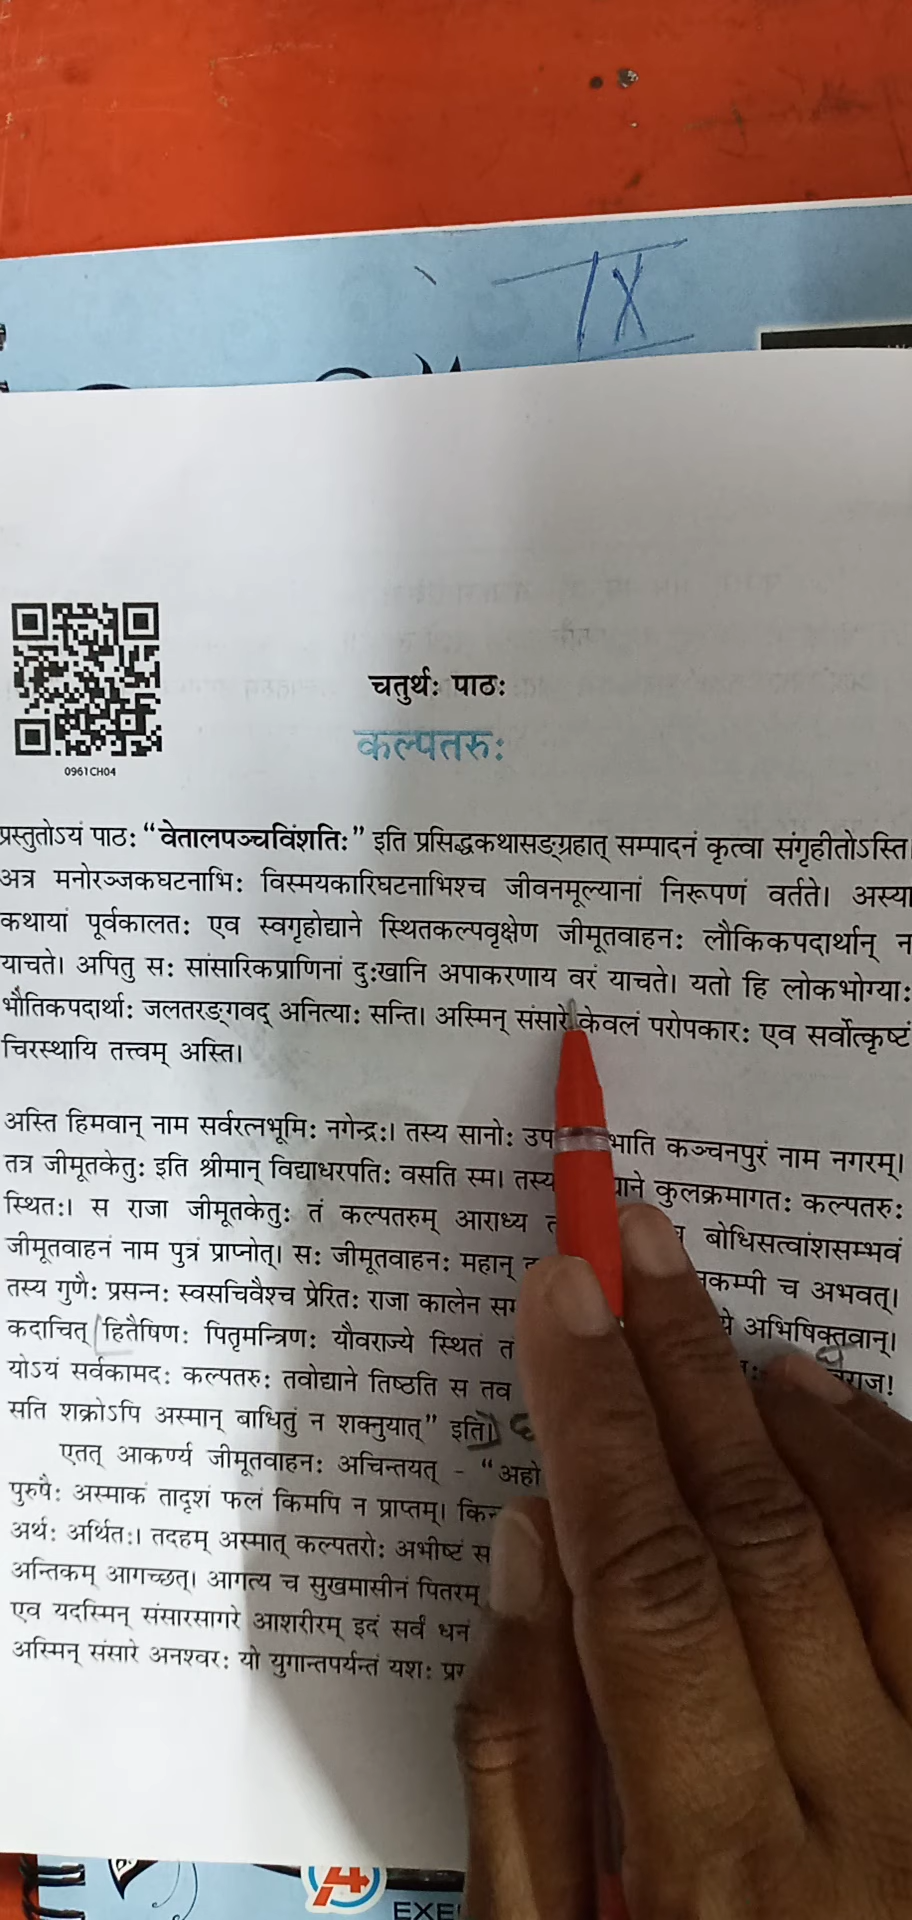 IX
चतुर्थः पाठः
कल्पतरुः
0961CH04
प्रस्तुतोऽयं पाठः “वेतालपञ्चविंशतिः” इति प्रसिद्धकथासङ्ग्रहात् सम्पादनं कृत्वा संगृहीतोऽस्ति।
अत्र मनोरञ्जकघटनाभिः विस्मयकारिघटनाभिश्च जीवनमूल्यानां निरूपणं वर्तते। अस्यां
कथायां पूर्वकालतः एव स्वगृहोद्याने स्थितकल्पवृक्षेण जीमूतवाहनः लौकिकपदार्थान् न
याचते। अपितु सः सांसारिकप्राणिनां दुःखानि अपाकरणाय वरं याचते। यतो हि लोकभोग्याः
भौतिकपदार्थाः जलतरङ्गवद् अनित्याः सन्ति। अस्मिन् संसारे केवलं परोपकारः एव सर्वोत्कृष्टं
चिरस्थायि तत्त्वम् अस्ति।
अस्ति हिमवान् नाम सर्वरत्नभूमिः नगेन्द्रः। तस्य सानोः कञ्चनपुरं नाम नगरम्।
तत्र जीमूतकेतुः इति श्रीमान् विद्याधरपतिः वसति स्म। कुलक्रमागतः कल्पतरुः
स्थितः। स राजा जीमूतकेतुः तं कल्पतरुम् आराध्य बोधिसत्वांशसम्भवं
जीमूतवाहनं नाम पुत्रं प्राप्नोत्। सः जीमूतवाहनः महान् च अभवत्।
तस्य गुणैः प्रसन्नः स्वसचिवैश्च प्रेरितः राजा कालेन अभिषिक्तवान्।
कदाचित् हितैषिणः पितृमन्त्रिणः यौवराज्ये स्थितं
योऽयं सर्वकामदः कल्पतरुः तवोद्याने तिष्ठति स तव
सति शक्रोऽपि अस्मान् बाधितुं न शक्नुयात्” इति।
एतत् आकर्ण्य जीमूतवाहनः अचिन्तयत् - “अहो
पुरुषैः अस्माकं तादृशं फलं किमपि न प्राप्तम्।
अर्थः अर्थितः। तदहम् अस्मात् कल्पतरोः अभीष्टं
अन्तिकम् आगच्छत्। आगत्य च सुखमासीनं पितरम्
एव यदस्मिन् संसारसागरे आशरीरम् इदं सर्वं धनं
अस्मिन् संसारे अनश्वरः यो युगान्तपर्यन्तं यशः